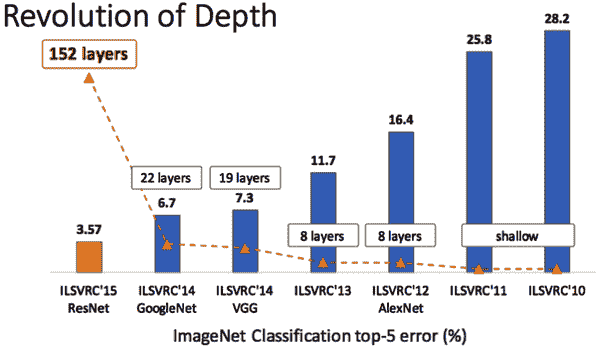 Revolution of Depth
28.2
25.8
152 layers
16.4
11.7
22 layers
19 layers
6.7
7.3
3.57
8 layers
8 layers
shallow
ILSVRC'15
ResNet
ILSVRC'14
GoogleNet
ILSVRC'14
VGG
ILSVRC'13
ILSVRC'12
AlexNet
ILSVRC'11
ILSVRC'10
ImageNet Classification top-5 error (%)